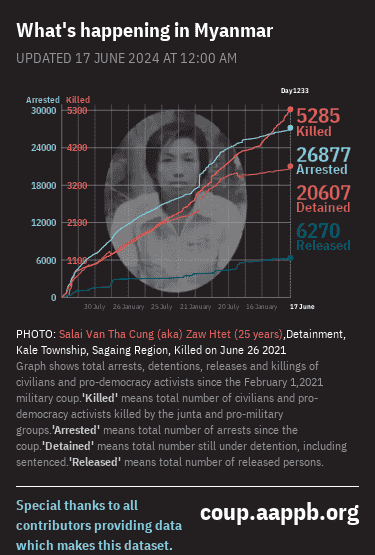 What's happening in Myanmar
UPDATED 17 JUNE 2024 AT 12:00 AM
Day1233
Arrested Killed
30000 5300
24000 4200
18000 3200
12000 2100
6000 1100
0
5285
Killed
26877
Arrested
20607
Detained
6270
Released
30 July 26 January 25 July 21 January 20 July 16 January 17 June
PHOTO: Salai Van Tha Cung (aka) Zaw Htet (25 years),Detainment,
Kale Township, Sagaing Region, Killed on June 26 2021
Graph shows total arrests, detentions, releases and killings of
civilians and pro-democracy activists since the February 1,2021
military coup.'Killed' means total number of civilians and pro-
democracy activists killed by the junta and pro-military
groups.'Arrested' means total number of arrests since the
coup.'Detained' means total number still under detention, including
sentenced.'Released' means total number of released persons.
Special thanks to all
contributors providing data
which makes this dataset.
coup.aappb.org